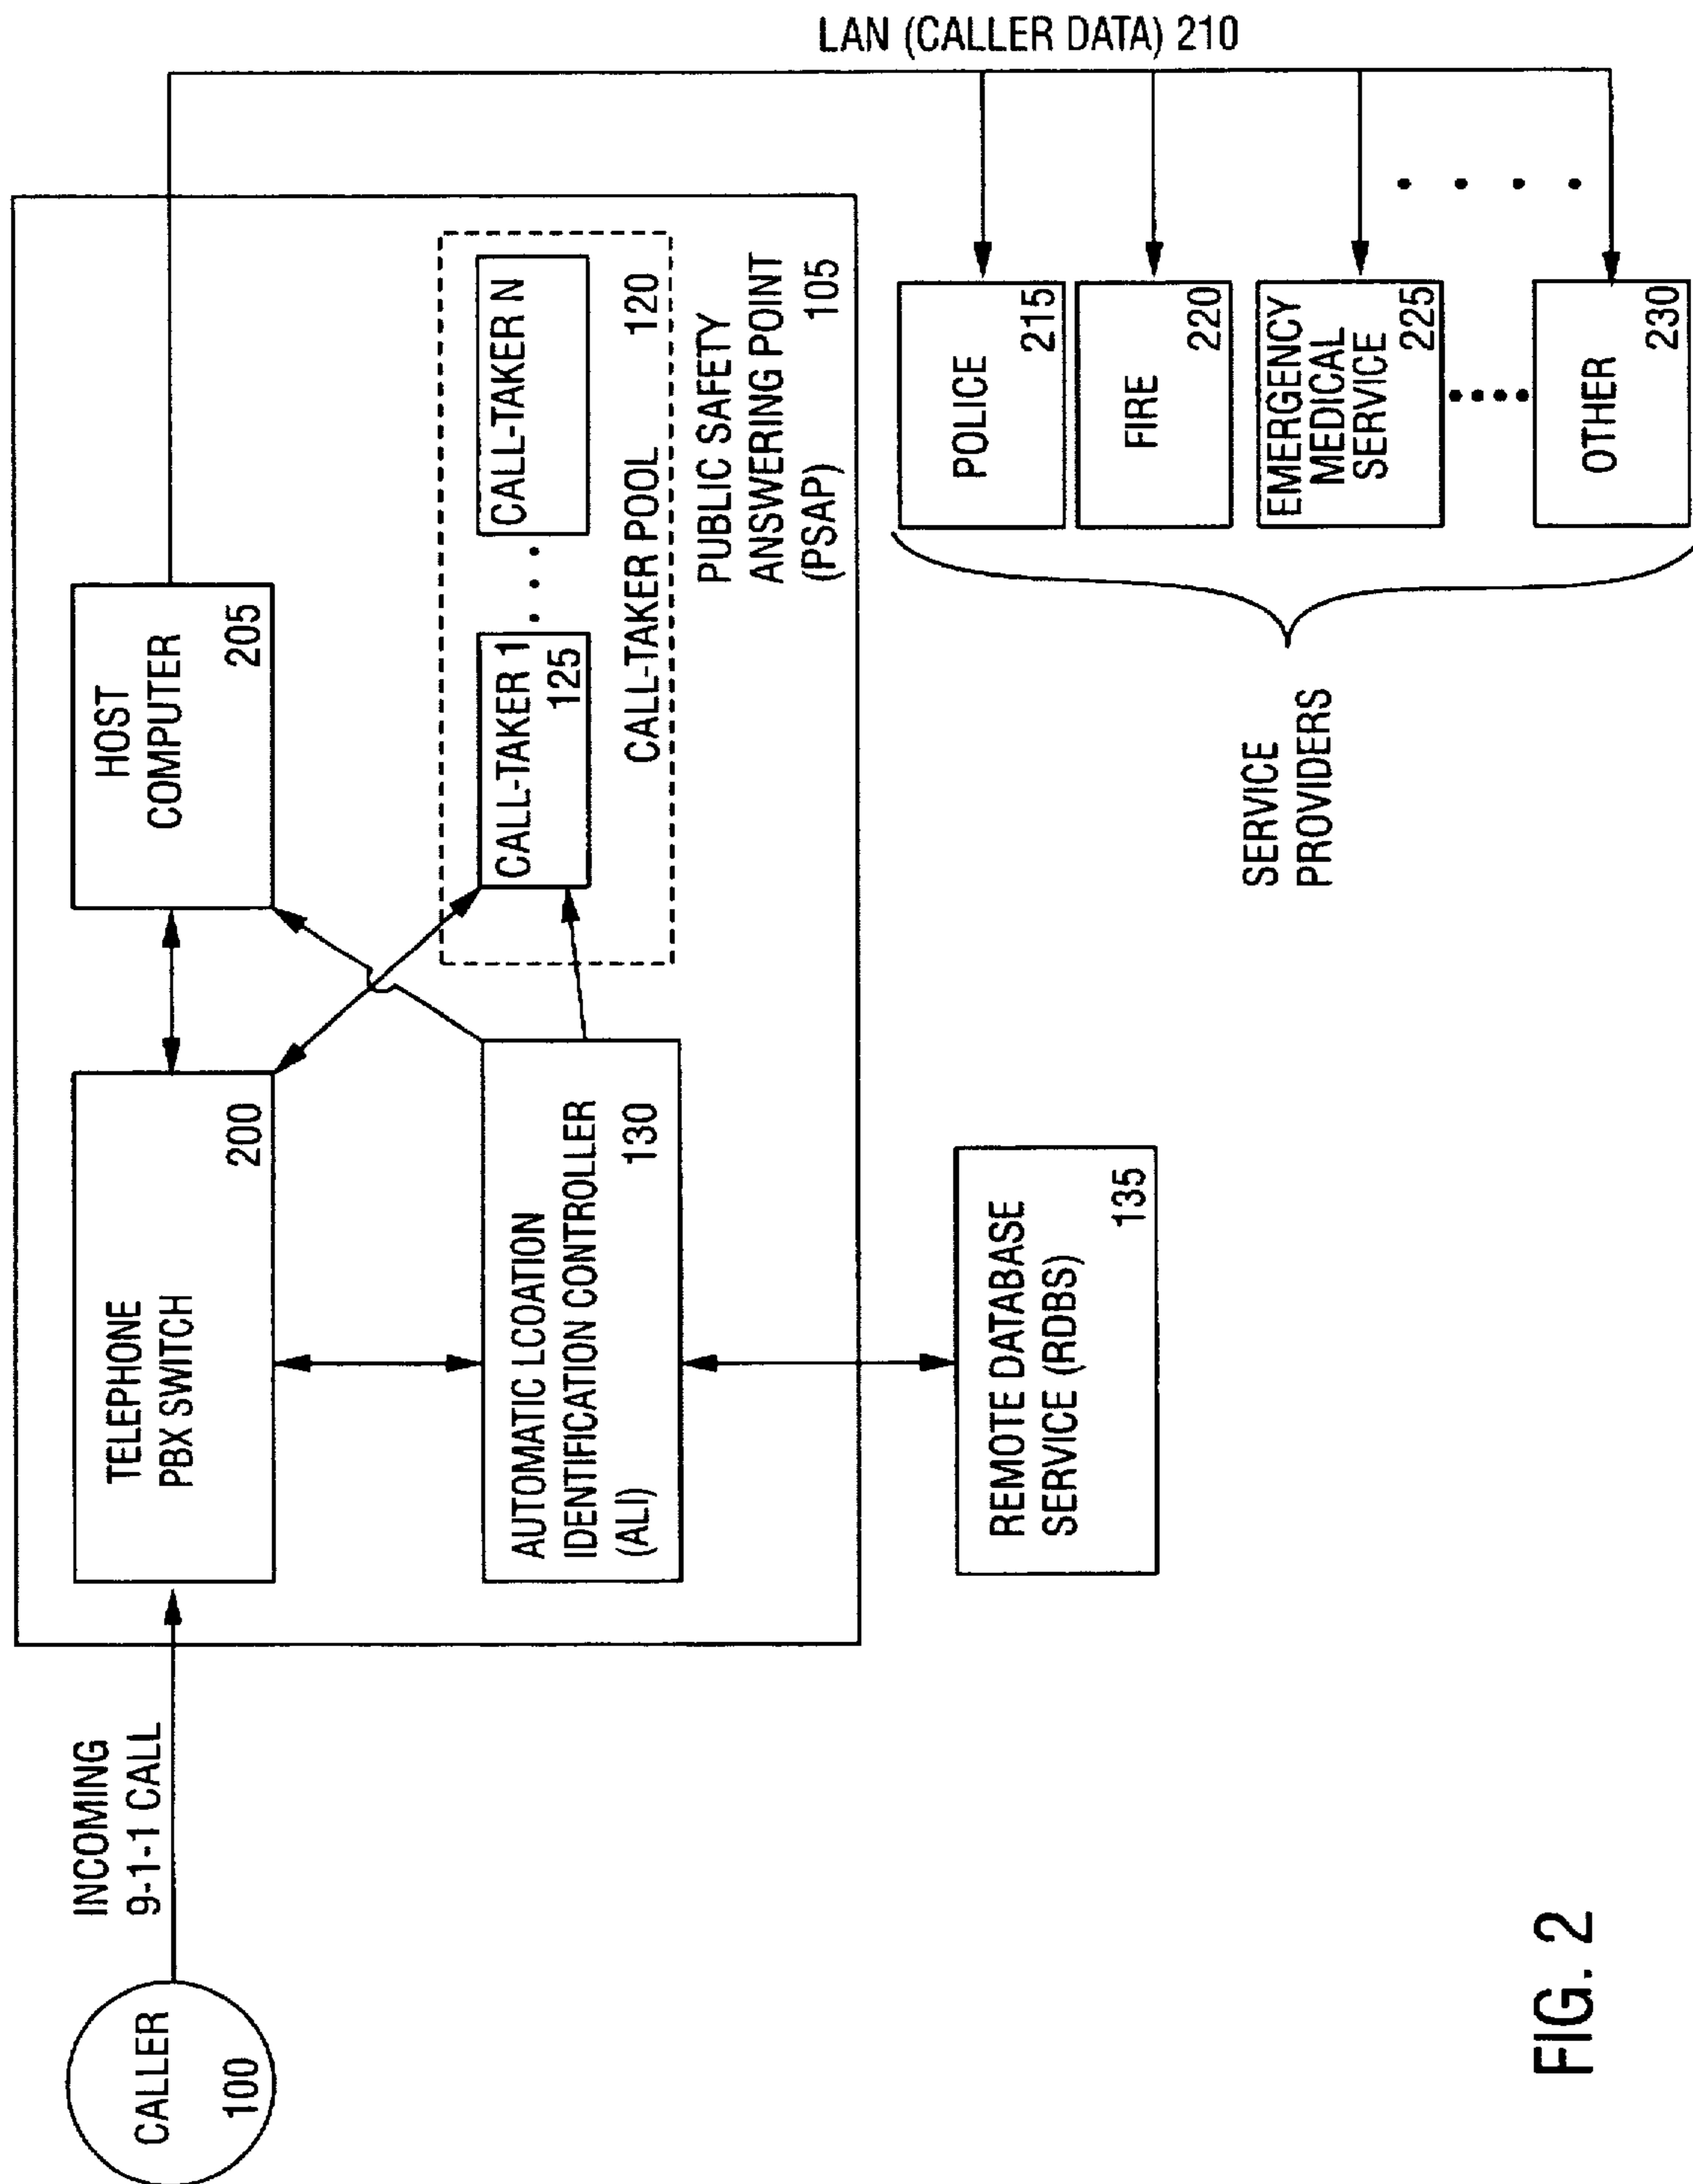 INCOMING
9-1-1 CALL
CALLER
100
TELEPHONE
PBX SWITCH
200
HOST
COMPUTER
205
AUTOMATIC LCOATION
IDENTIFICATION CONTROLLER
(ALI)
130
CALL-TAKER 1
125
CALL-TAKER N
CALL-TAKER POOL 120
PUBLIC SAFETY
ANSWERING POINT
(PSAP) 105
LAN (CALLER DATA) 210
REMOTE DATABASE
SERVICE (RDBS)
135
SERVICE
PROVIDERS
POLICE
215
FIRE
220
EMERGENCY
MEDICAL
SERVICE
225
OTHER
230
FIG. 2